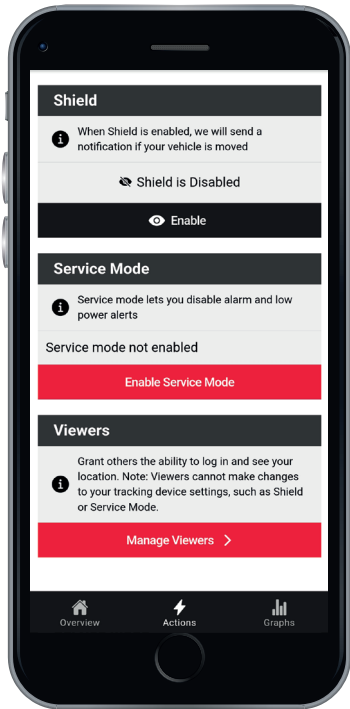 Shield
When Shield is enabled, we will send a
notification if your vehicle is moved
Shield is Disabled
Enable
Service Mode
Service mode lets you disable alarm and low
power alerts
Service mode not enabled
Enable Service Mode
Viewers
Grant others the ability to log in and see your
location. Note: Viewers cannot make changes
to your tracking device settings, such as Shield
or Service Mode.
Manage Viewers
Overview
Actions
Graphs